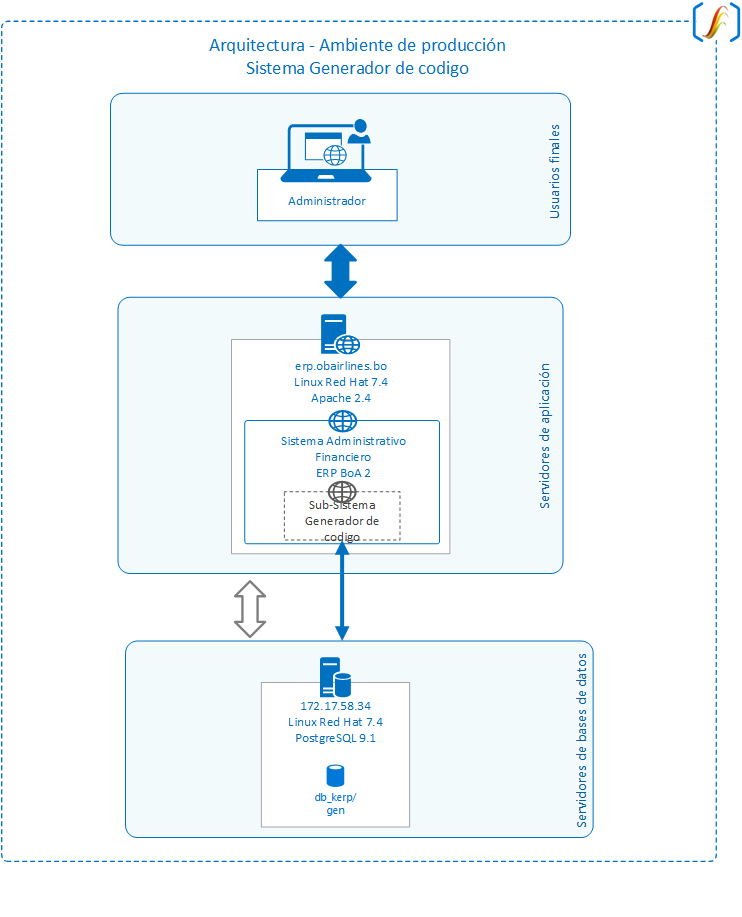 Arquitectura - Ambiente de producción
Sistema Generador de codigo
Usuarios finales
Administrador
Servidores de aplicación
erp.obairlines.bo
Linux Red Hat 7.4
Apache 2.4
Sistema Administrativo
Financiero
ERP BoA 2
Sub-Sistema
Generador de
codigo
Servidores de bases de datos
172.17.58.34
Linux Red Hat 7.4
PostgreSQL 9.1
db_kerp/
gen